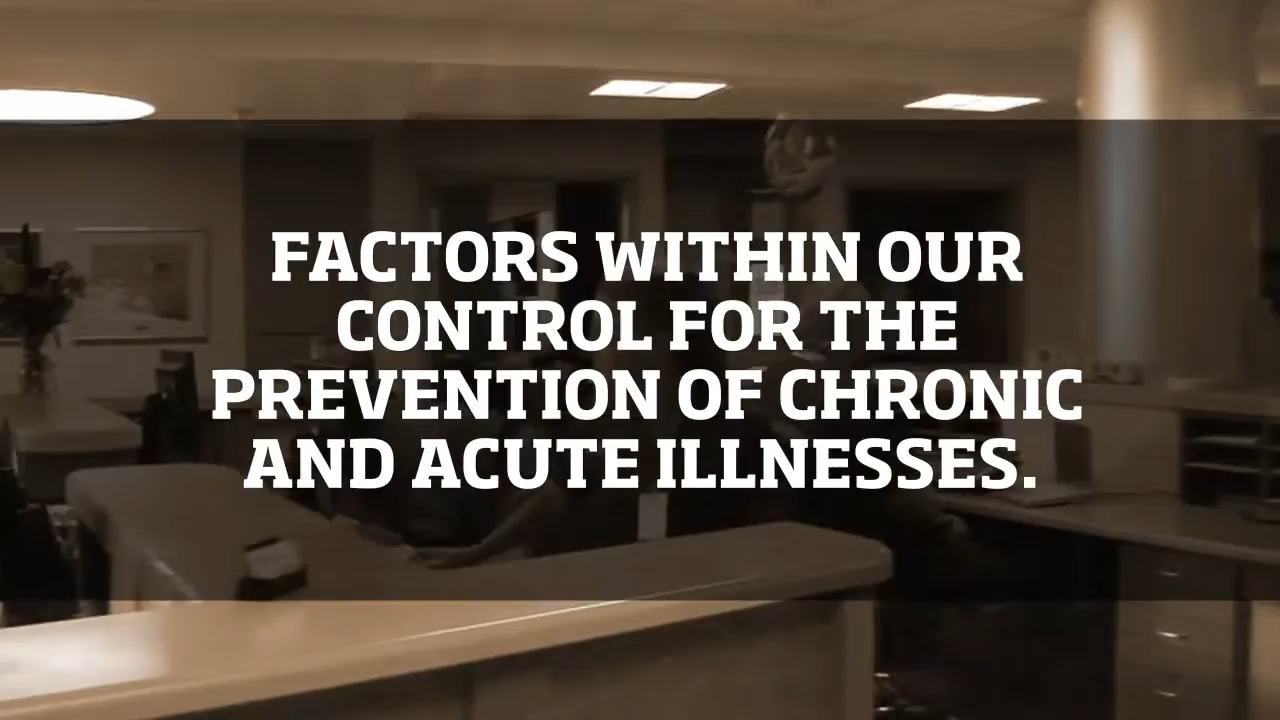 FACTORS WITHIN OUR
CONTROL FOR THE
PREVENTION OF CHRONIC
AND ACUTE ILLNESSES.